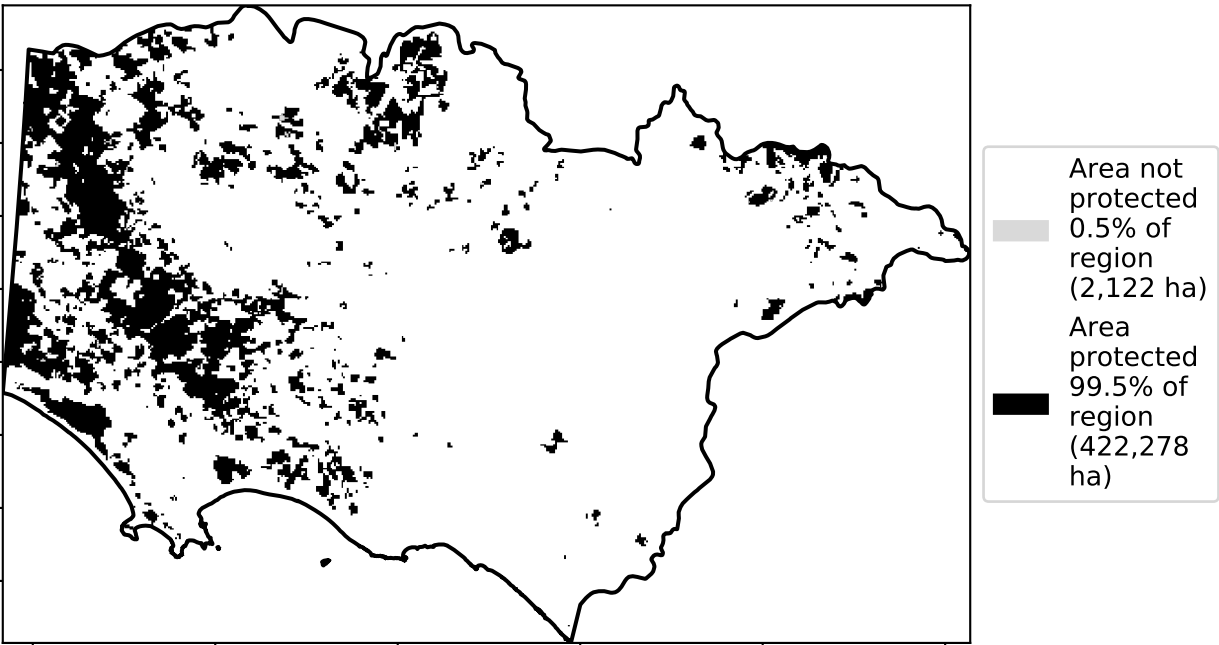 Area not
protected
0.5% of
region
(2,122 ha)
Area
protected
99.5% of
region
(422,278
ha)